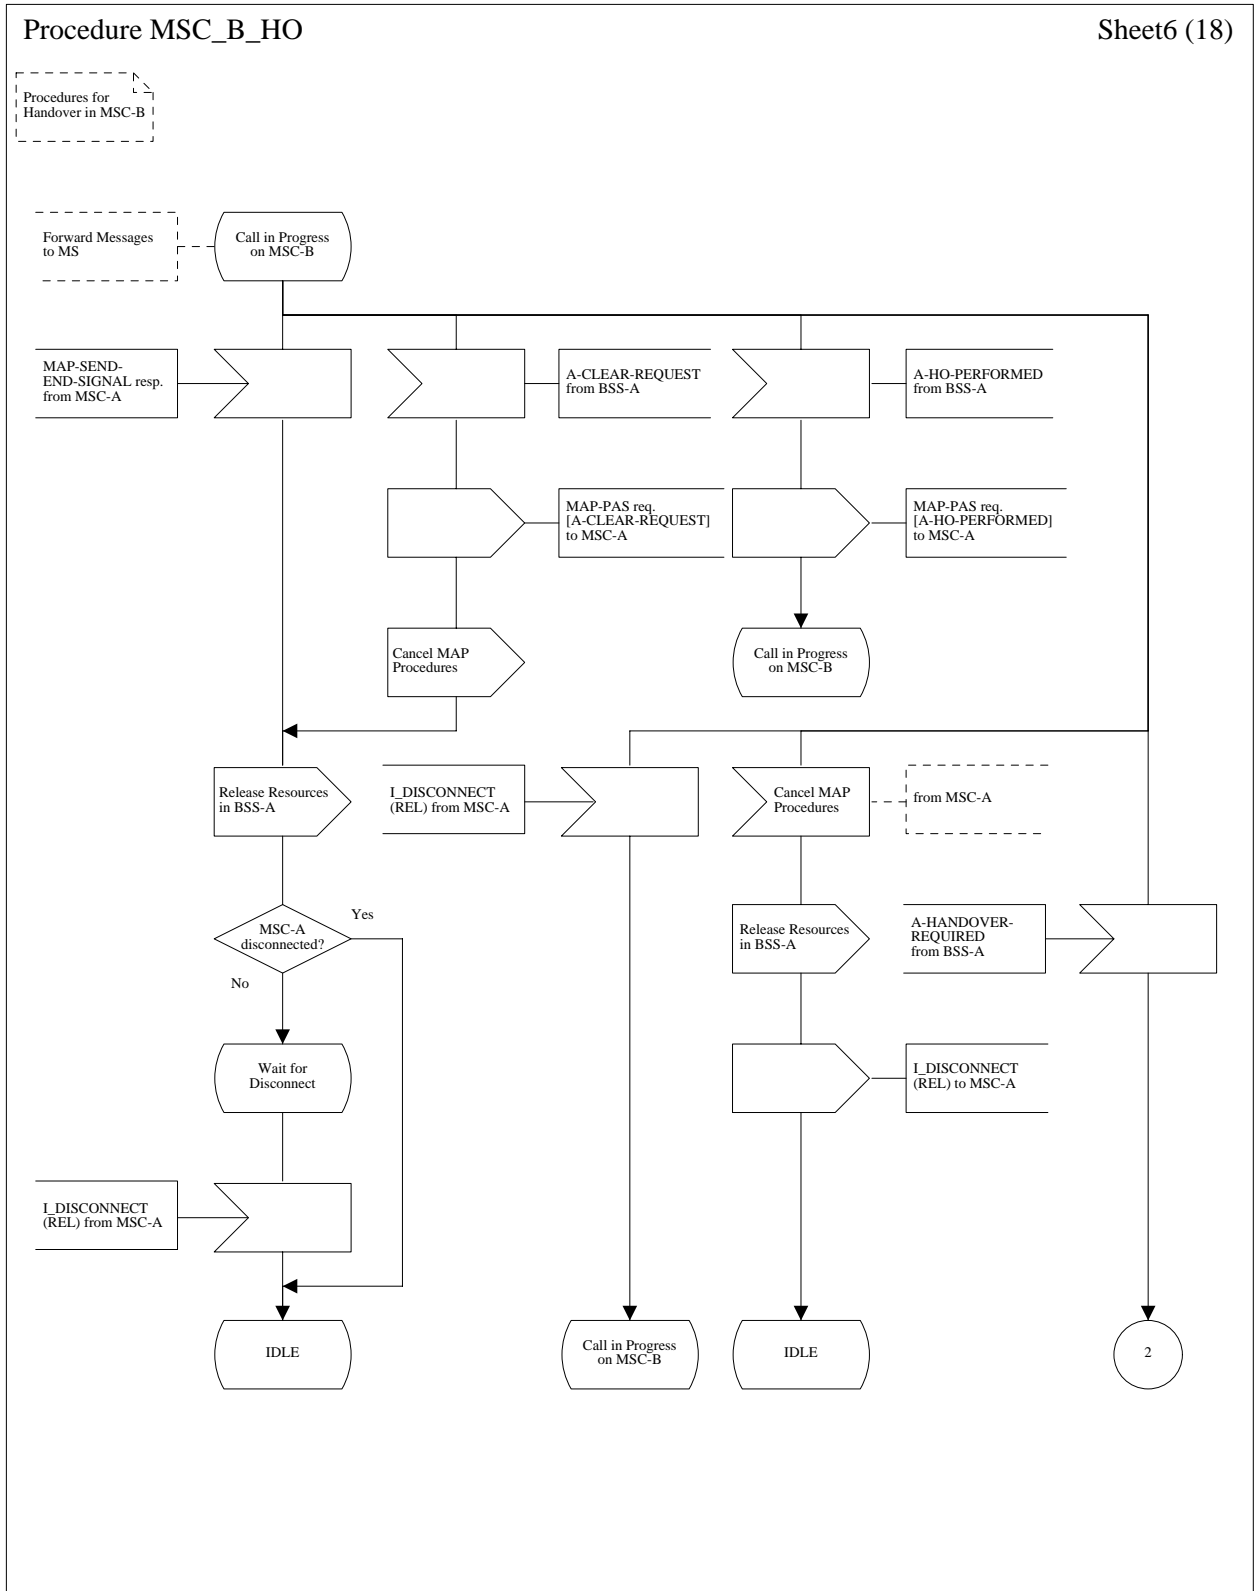 Procedure MSC_B_HO
Sheet6 (18)
Procedures for
Handover in MSC-B
Forward Messages
to MS
Call in Progress
on MSC-B
MAP-SEND-
END-SIGNAL resp.
from MSC-A
A-CLEAR-REQUEST
from BSS-A
A-HO-PERFORMED
from BSS-A
MAP-PAS req.
[A-CLEAR-REQUEST]
to MSC-A
MAP-PAS req.
[A-HO-PERFORMED]
to MSC-A
Cancel MAP
Procedures
Call in Progress
on MSC-B
Release Resources
in BSS-A
I_DISCONNECT
(REL) from MSC-A
Cancel MAP
Procedures
from MSC-A
MSC-A
disconnected?
Yes
No
Release Resources
in BSS-A
A-HANDOVER-
REQUIRED
from BSS-A
Wait for
Disconnect
I_DISCONNECT
(REL) to MSC-A
I_DISCONNECT
(REL) from MSC-A
IDLE
Call in Progress
on MSC-B
IDLE
2